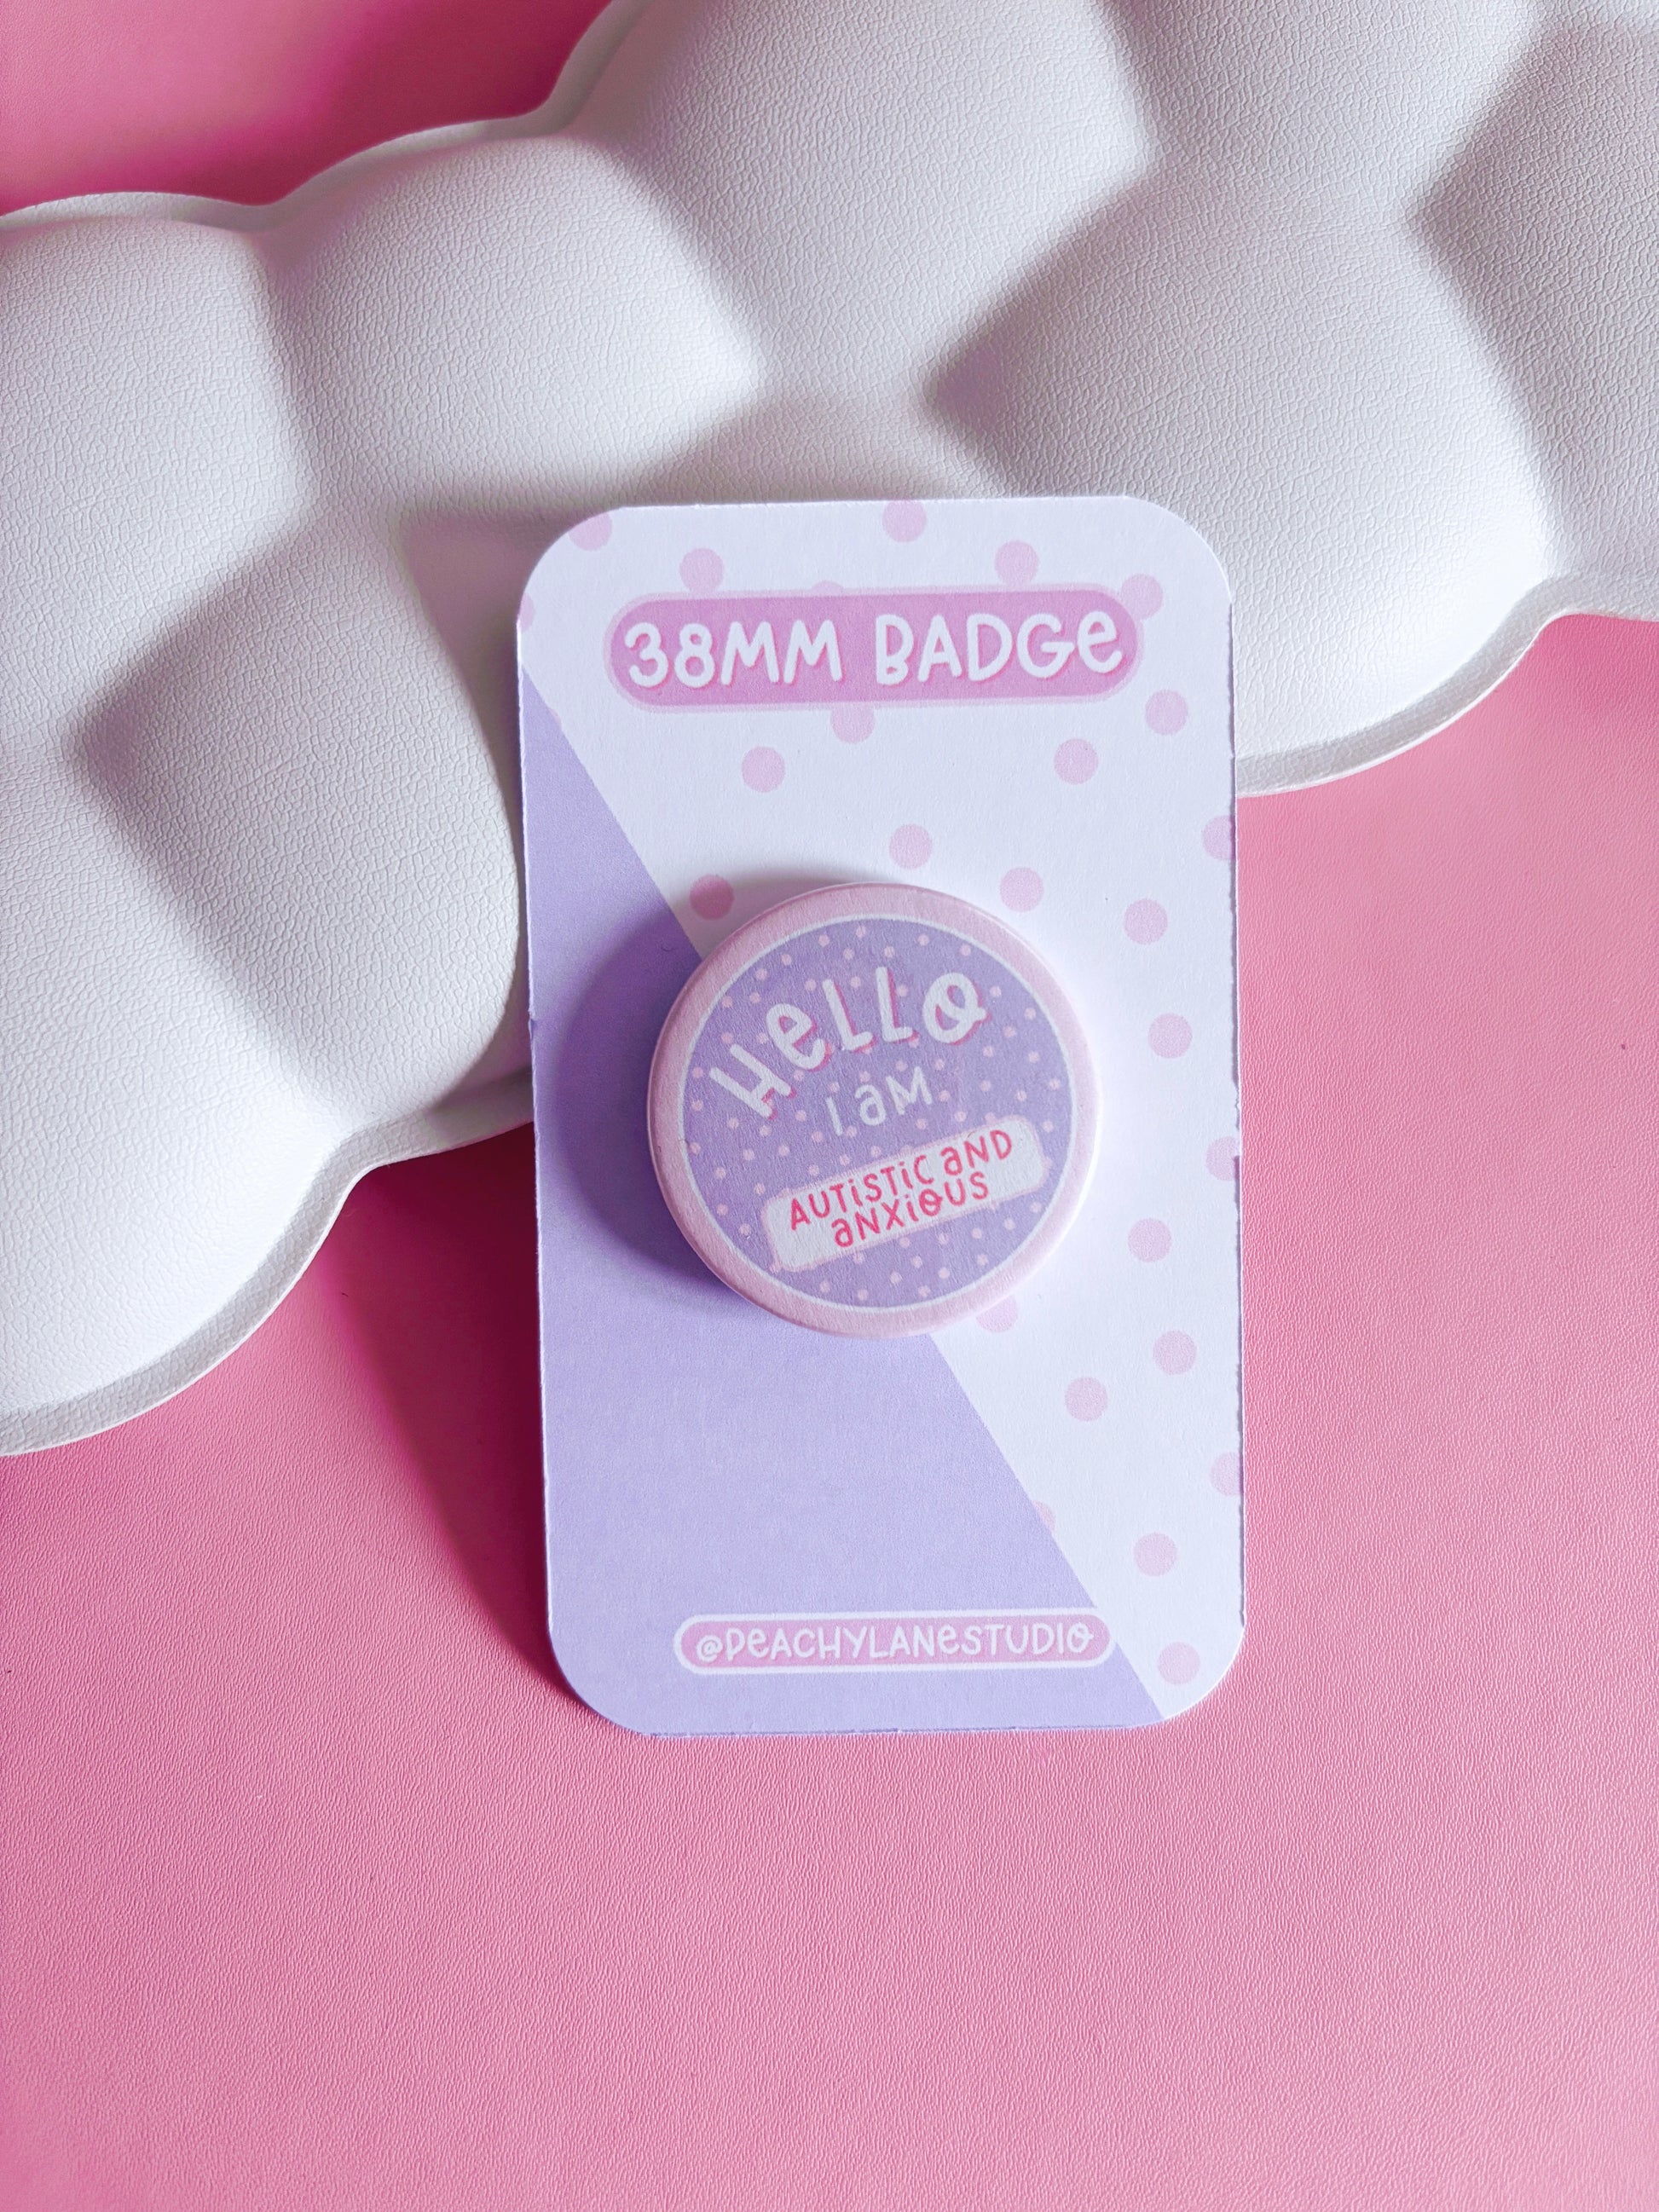 38MM BADGe
HeLLO
i aM
AUTiSTiC aND
aNXiOUS
@PeACHYLANeSTUDIO